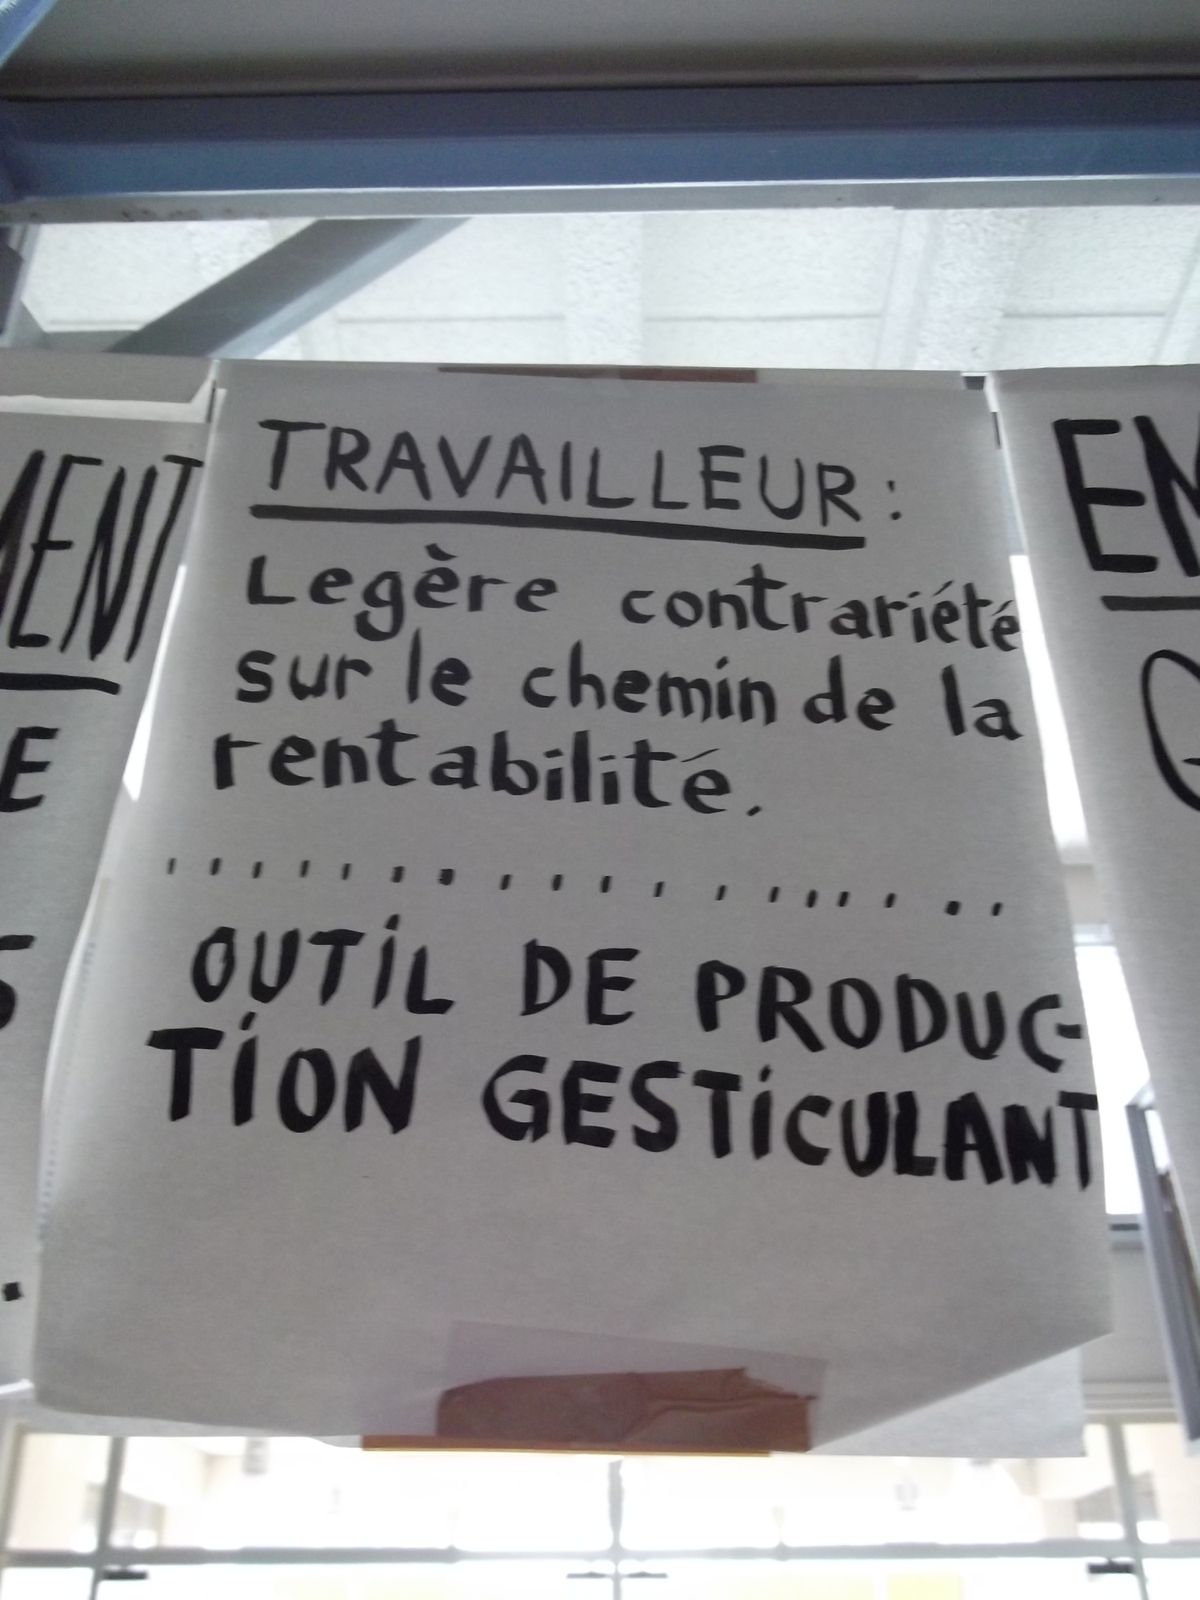 TRAVAILLEUR :
Legère contrariété
sur le chemin de la
rentabilité.
....................
OUTIL DE PRODUC-
TION GESTICULANT